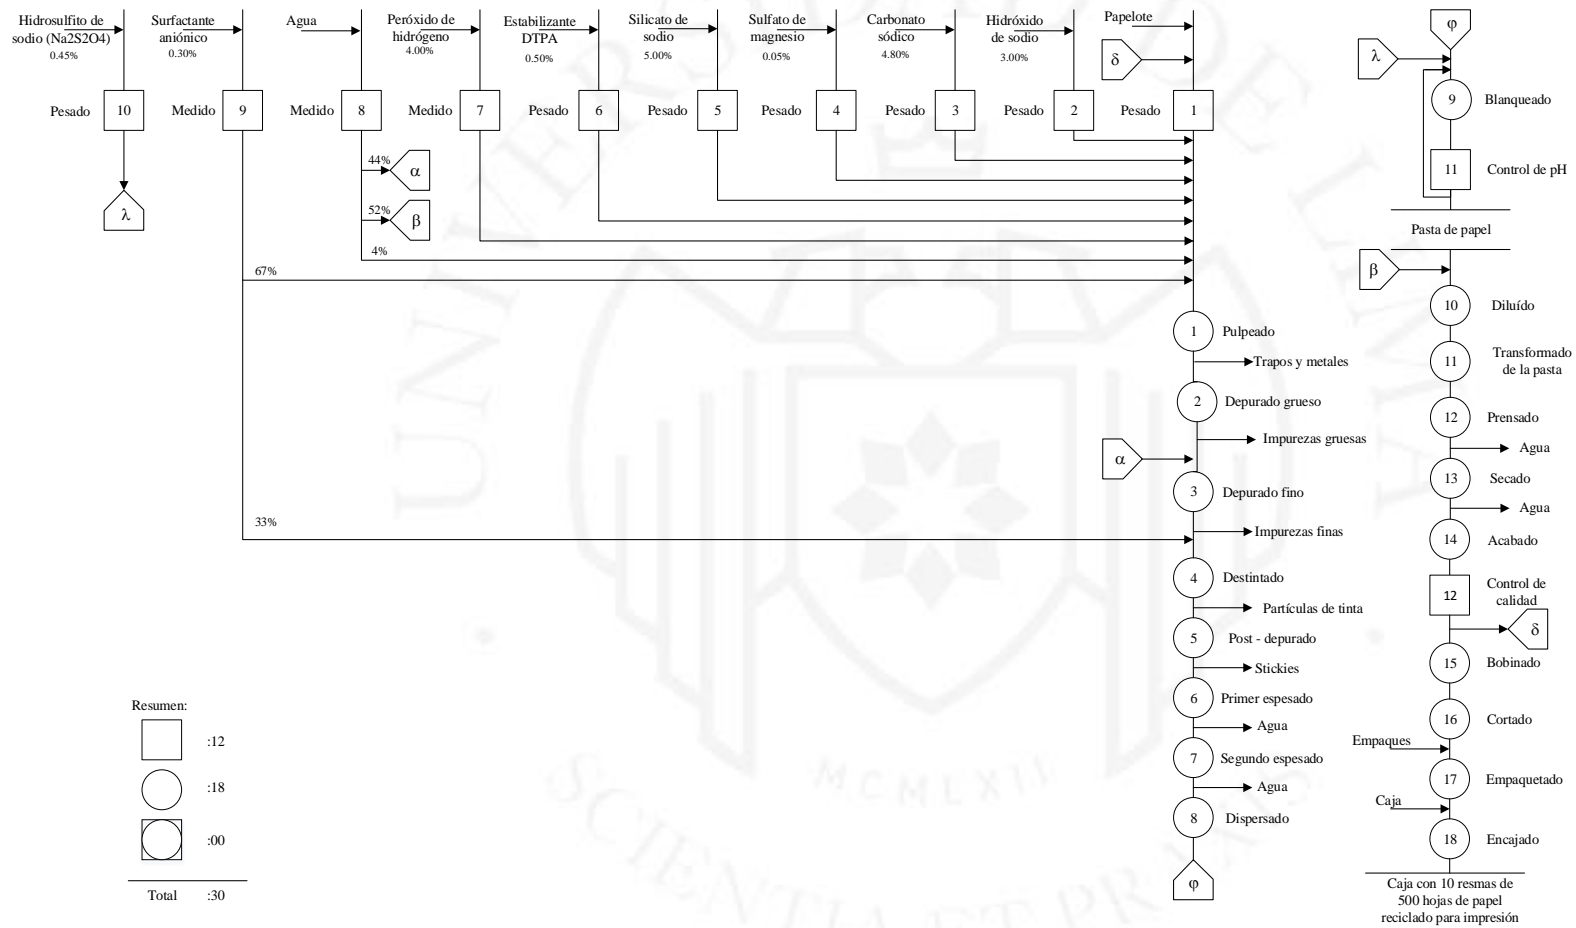 Hidrosulfito de
sodio (Na2S2O4)
0.45%
Surfactante
aniónico
0.30%
Agua
Peróxido de
hidrógeno
4.00%
Estabilizante
DTPA
0.50%
Silicato de
sodio
5.00%
Sulfato de
magnesio
0.05%
Carbonato
sódico
4.80%
Hidróxido
de sodio
3.00%
Papelote
δ
Pesado 10
Medido 9
Medido 8
Medido 7
Pesado 6
Pesado 5
Pesado 4
Pesado 3
Pesado 2
Pesado 1
λ
44%
α
52%
β
4%
67%
33%
1 Pulpeado
Trapos y metales
2 Depurado grueso
Impurezas gruesas
α
3 Depurado fino
Impurezas finas
4 Destintado
Partículas de tinta
5 Post - depurado
Stickies
6 Primer espesado
Agua
7 Segundo espesado
Agua
8 Dispersado
φ
φ
λ
9 Blanqueado
11 Control de pH
Pasta de papel
β
10 Diluído
11 Transformado
de la pasta
12 Prensado
Agua
13 Secado
Agua
14 Acabado
12 Control de
calidad
δ
15 Bobinado
16 Cortado
Empaques
17 Empaquetado
Caja
18 Encajado
Caja con 10 resmas de
500 hojas de papel
reciclado para impresión
Resumen:
:12
:18
:00
Total :30
UNIVERSIDAD DE LIMA
MCMLXII
SCIENTIA ET PRAXIS